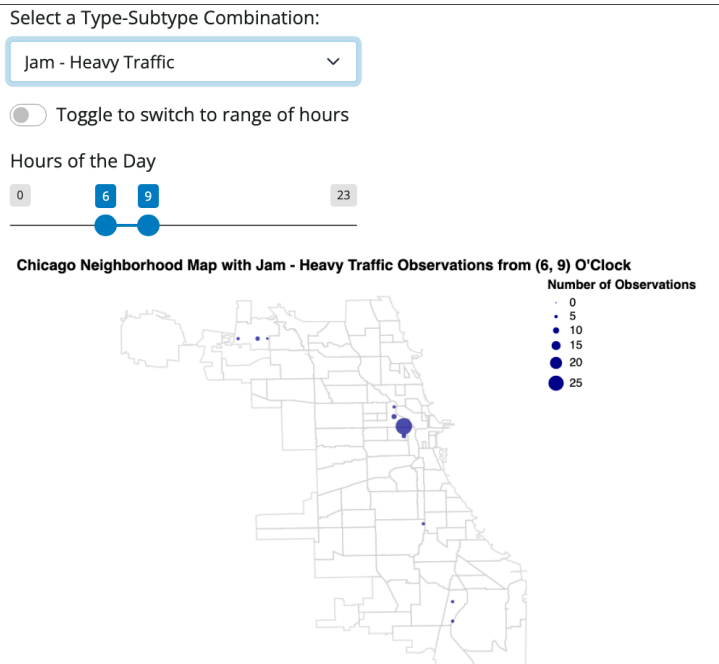 Select a Type-Subtype Combination:
Jam - Heavy Traffic
Toggle to switch to range of hours
Hours of the Day
0 6 9 23
Chicago Neighborhood Map with Jam - Heavy Traffic Observations from (6, 9) O'Clock
Number of Observations
0
5
10
15
20
25